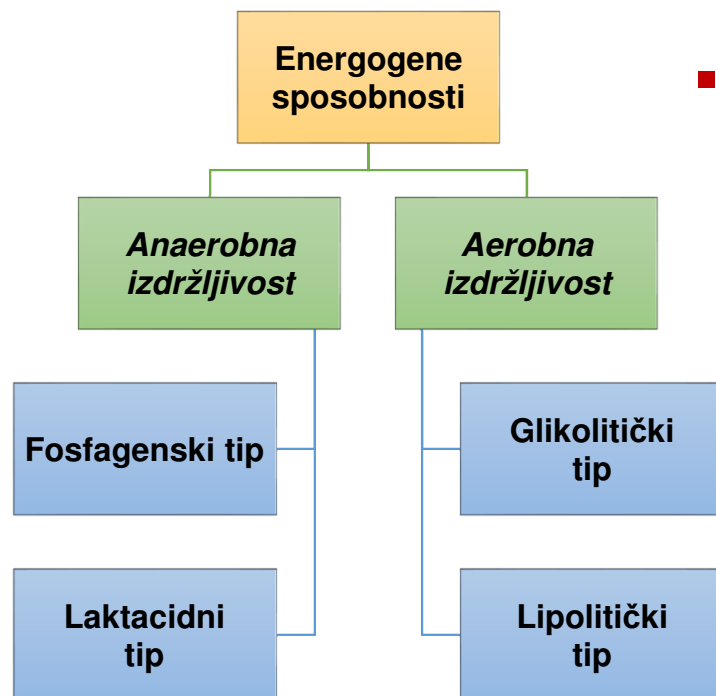 Energogene
sposobnosti
Anaerobna
izdržljivost
Aerobna
izdržljivost
Fosfagenski tip
Glikolitički
tip
Laktacidni
tip
Lipolitički
tip